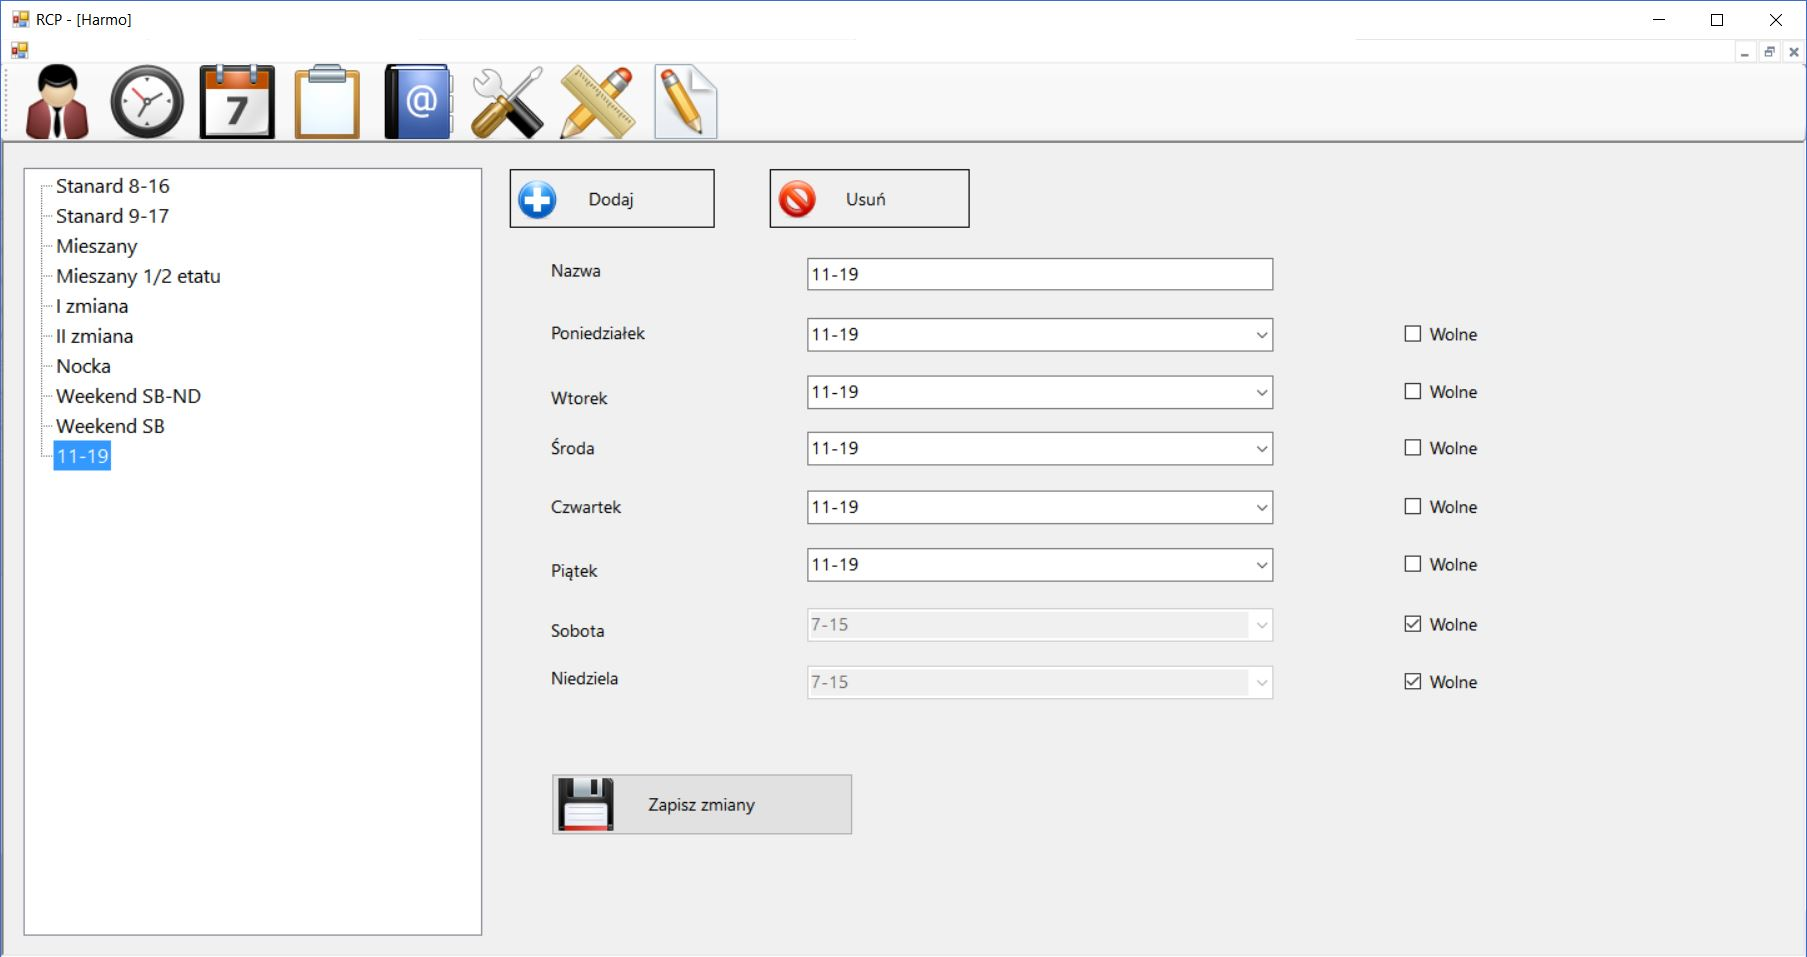 RCP - [Harmo]
7
@
Stanard 8-16
Stanard 9-17
Mieszany
Mieszany 1/2 etatu
I zmiana
II zmiana
Nocka
Weekend SB-ND
Weekend SB
11-19
Dodaj
Usuń
Nazwa 11-19
Poniedziałek 11-19 Wolne
Wtorek 11-19 Wolne
Środa 11-19 Wolne
Czwartek 11-19 Wolne
Piątek 11-19 Wolne
Sobota 7-15 Wolne
Niedziela 7-15 Wolne
Zapisz zmiany